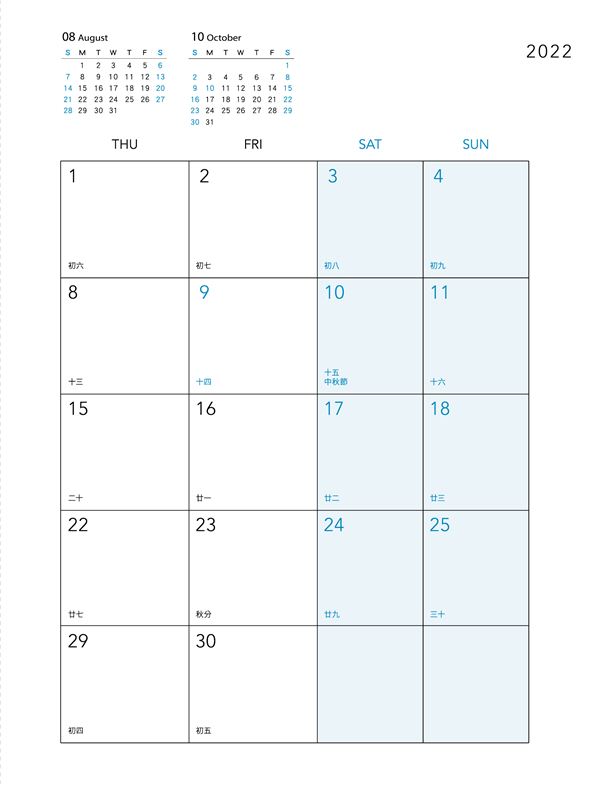 08 August
S M T W T F S
1 2 3 4 5 6
7 8 9 10 11 12 13
14 15 16 17 18 19 20
21 22 23 24 25 26 27
28 29 30 31
10 October
S M T W T F S
1
2 3 4 5 6 7 8
9 10 11 12 13 14 15
16 17 18 19 20 21 22
23 24 25 26 27 28 29
30 31
2022
THU FRI SAT SUN
1 2 3 4
初六 初七 初八 初九
8 9 10 11
十五
十三 十四 中秋節 十六
15 16 17 18
二十 廿一 廿二 廿三
22 23 24 25
廿七 秋分 廿九 三十
29 30
初四 初五